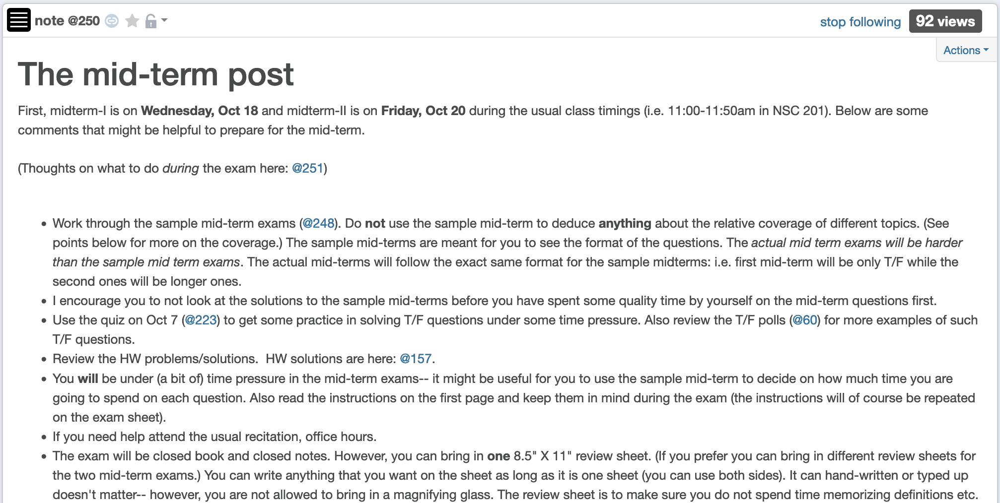 note @250
stop following
92 views
Actions
The mid-term post
First, midterm-I is on Wednesday, Oct 18 and midterm-II is on Friday, Oct 20 during the usual class timings (i.e. 11:00-11:50am in NSC 201). Below are some
comments that might be helpful to prepare for the mid-term.
(Thoughts on what to do during the exam here: @251)
• Work through the sample mid-term exams (@248). Do not use the sample mid-term to deduce anything about the relative coverage of different topics. (See
points below for more on the coverage.) The sample mid-terms are meant for you to see the format of the questions. The actual mid term exams will be harder
than the sample mid term exams. The actual mid-terms will follow the exact same format for the sample midterms: i.e. first mid-term will be only T/F while the
second ones will be longer ones.
• I encourage you to not look at the solutions to the sample mid-terms before you have spent some quality time by yourself on the mid-term questions first.
• Use the quiz on Oct 7 (@223) to get some practice in solving T/F questions under some time pressure. Also review the T/F polls (@60) for more examples of such
T/F questions.
• Review the HW problems/solutions.  HW solutions are here: @157.
• You will be under (a bit of) time pressure in the mid-term exams-- it might be useful for you to use the sample mid-term to decide on how much time you are
going to spend on each question. Also read the instructions on the first page and keep them in mind during the exam (the instructions will of course be repeated
on the exam sheet).
• If you need help attend the usual recitation, office hours.
• The exam will be closed book and closed notes. However, you can bring in one 8.5" X 11" review sheet. (If you prefer you can bring in different review sheets for
the two mid-term exams.) You can write anything that you want on the sheet as long as it is one sheet (you can use both sides). It can hand-written or typed up
doesn't matter-- however, you are not allowed to bring in a magnifying glass. The review sheet is to make sure you do not spend time memorizing definitions etc.